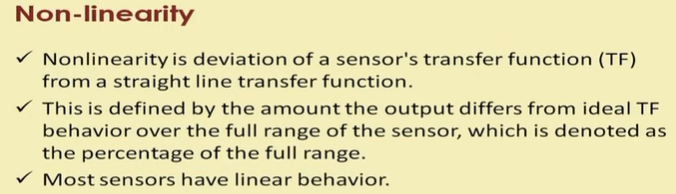 Non-linearity
✓ Nonlinearity is deviation of a sensor's transfer function (TF)
from a straight line transfer function.
✓ This is defined by the amount the output differs from ideal TF
behavior over the full range of the sensor, which is denoted as
the percentage of the full range.
✓ Most sensors have linear behavior.